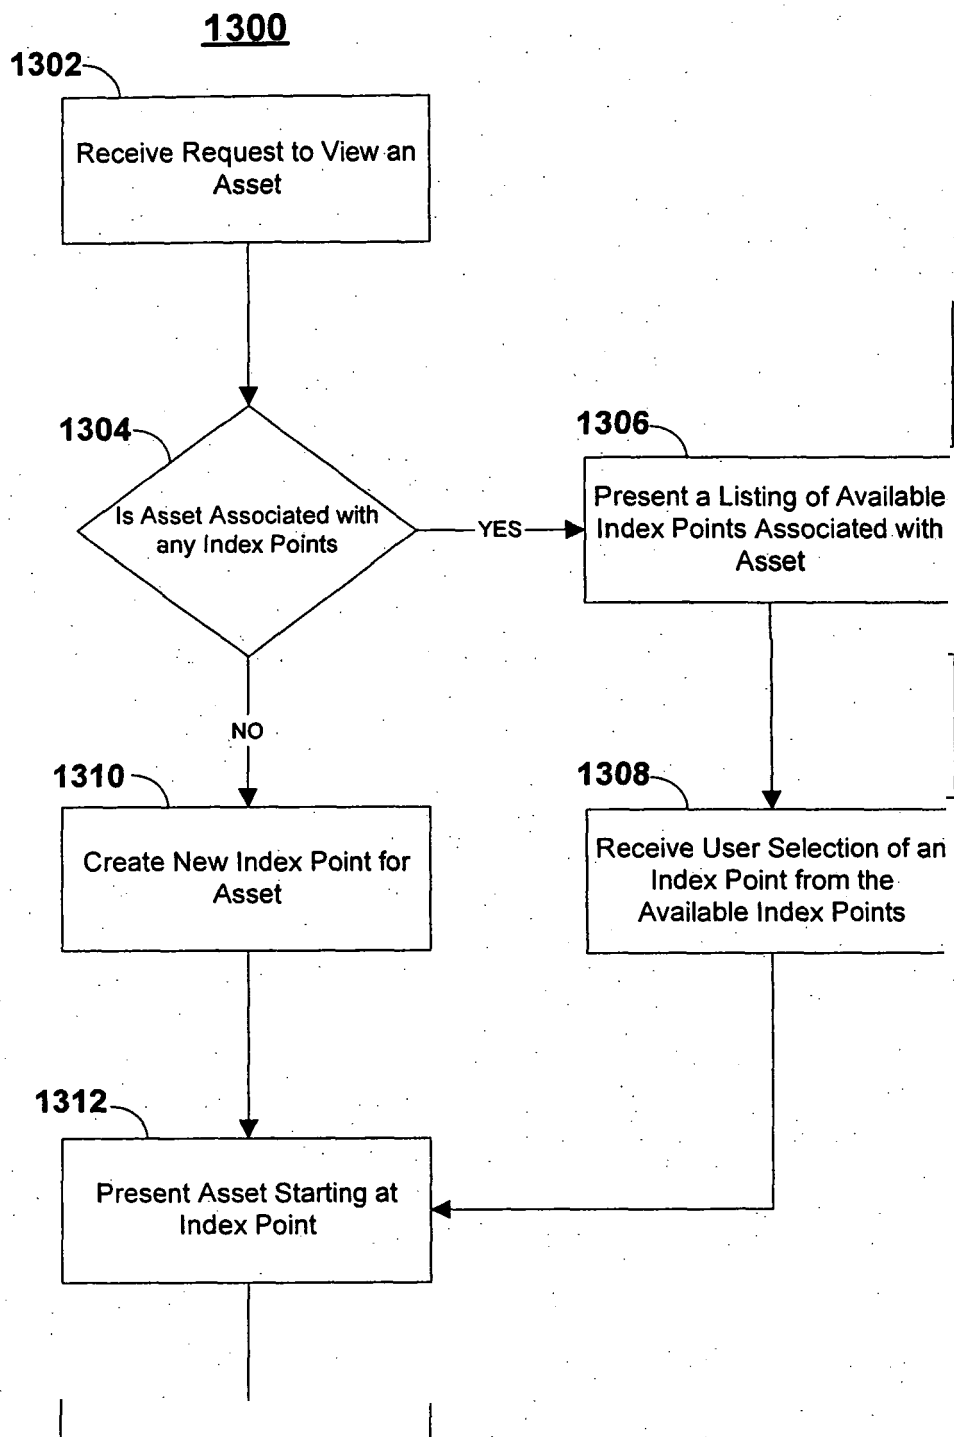 1300
1302
Receive Request to View an
Asset
1304
Is Asset Associated with
any Index Points
YES
1306
Present a Listing of Available
Index Points Associated with
Asset
NO
1310
Create New Index Point for
Asset
1308
Receive User Selection of an
Index Point from the
Available Index Points
1312
Present Asset Starting at
Index Point